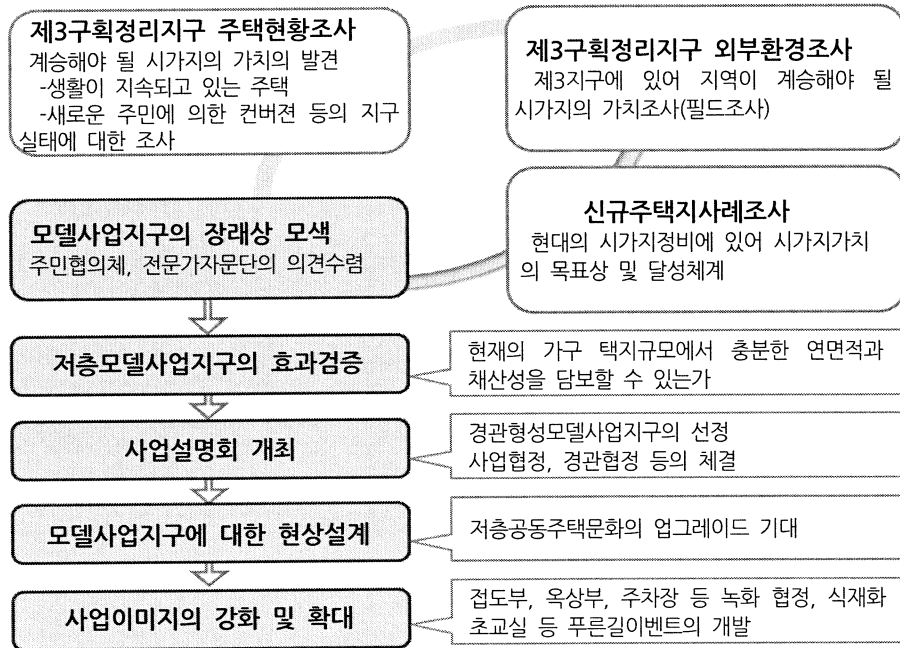 제3구획정리지구 주택현황조사
계승해야 될 시가지의 가치의 발견
-생활이 지속되고 있는 주택
-새로운 주민에 의한 컨버젼 등의 지구
실태에 대한 조사
제3구획정리지구 외부환경조사
제3지구에 있어 지역이 계승해야 될
시가지의 가치조사(필드조사)
모델사업지구의 장래상 모색
주민협의체, 전문가자문단의 의견수렴
신규주택지사례조사
현대의 시가지정비에 있어 시가지가치
의 목표상 및 달성체계
저층모델사업지구의 효과검증
현재의 가구 택지규모에서 충분한 연면적과
채산성을 담보할 수 있는가
사업설명회 개최
경관형성모델사업지구의 선정
사업협정, 경관협정 등의 체결
모델사업지구에 대한 현상설계
저층공동주택문화의 업그레이드 기대
사업이미지의 강화 및 확대
접도부, 옥상부, 주차장 등 녹화 협정, 식재화
초교실 등 푸른길이벤트의 개발